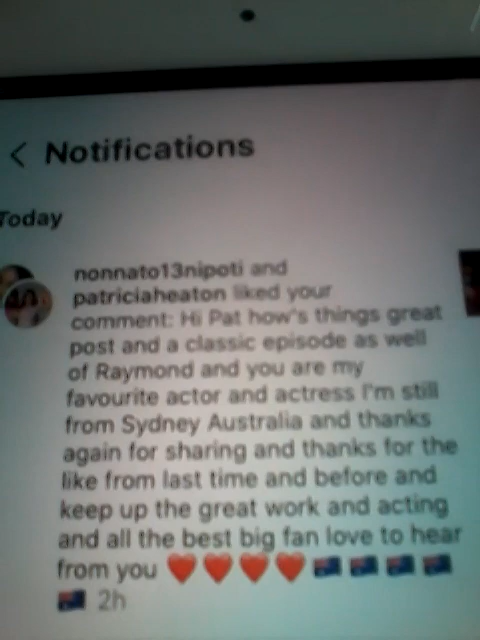 < Notifications
Today
nonnato13nipoti and
patriciaheaton liked your
comment: Hi Pat how's things great
post and a classic episode as well
of Raymond and you are my
favourite actor and actress I'm still
from Sydney Australia and thanks
again for sharing and thanks for the
like from last time and before and
keep up the great work and acting
and all the best big fan love to hear
from you ❤️❤️❤️❤️🇦🇺🇦🇺🇦🇺🇦🇺
🇦🇺 2h